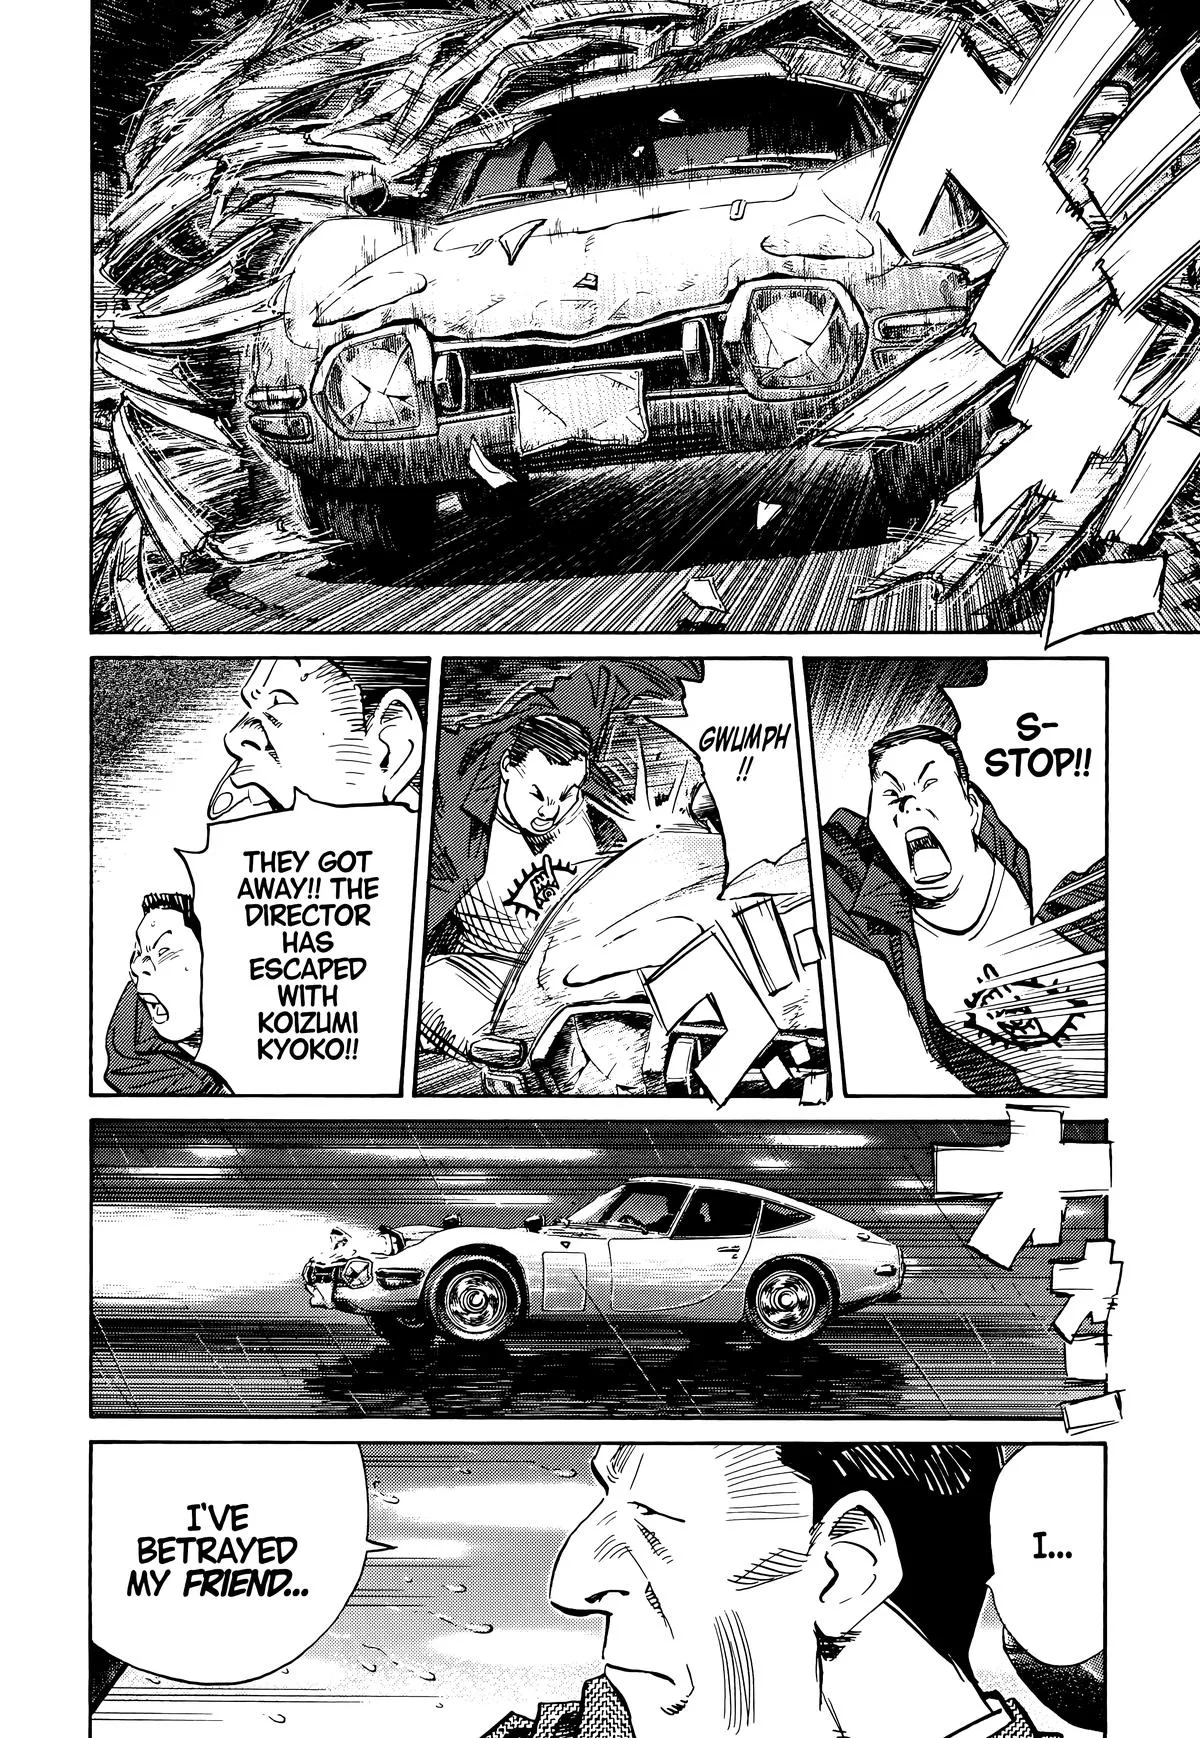 S-
STOP!!
GWUMPH
!!
THEY GOT
AWAY!! THE
DIRECTOR
HAS
ESCAPED
WITH
KOIZUMI
KYOKO!!
I...
I'VE
BETRAYED
MY FRIEND...